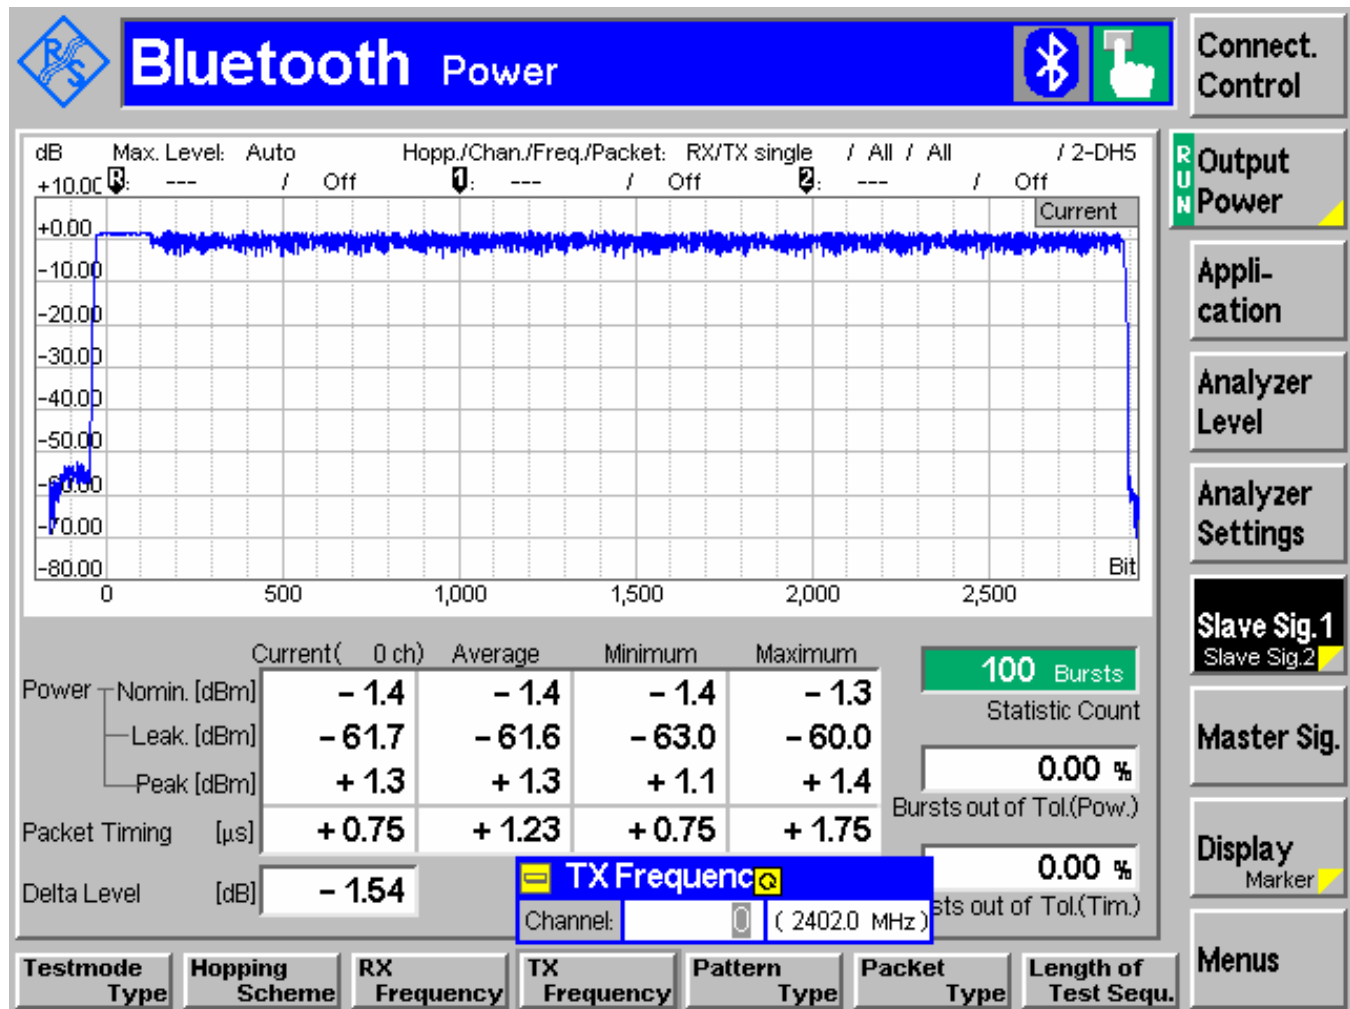 R&S Bluetooth Power
Connect. Control
dB Max. Level: Auto Hopp./Chan./Freq./Packet: RX/TX single / All / All / 2-DH5
+10.00 R: --- / Off 1: --- / Off 2: --- / Off
Current
+0.00
-10.00
-20.00
-30.00
-40.00
-50.00
-60.00
-70.00
-80.00
Bit
0 500 1,000 1,500 2,000 2,500
Current( 0 ch) Average Minimum Maximum
Power Nomin. [dBm] - 1.4 - 1.4 - 1.4 - 1.3
Leak. [dBm] - 61.7 - 61.6 - 63.0 - 60.0
Peak [dBm] + 1.3 + 1.3 + 1.1 + 1.4
Packet Timing [µs] + 0.75 + 1.23 + 0.75 + 1.75
Delta Level [dB] - 1.54
100 Bursts
Statistic Count
0.00 %
Bursts out of Tol.(Pow.)
0.00 %
sts out of Tol.(Tim.)
TX Frequenc
Channel: 0 ( 2402.0 MHz )
RUN
Output Power
Appli-
cation
Analyzer
Level
Analyzer
Settings
Slave Sig.1
Slave Sig.2
Master Sig.
Display
Marker
Menus
Testmode Type
Hopping Scheme
RX Frequency
TX Frequency
Pattern Type
Packet Type
Length of Test Sequ.